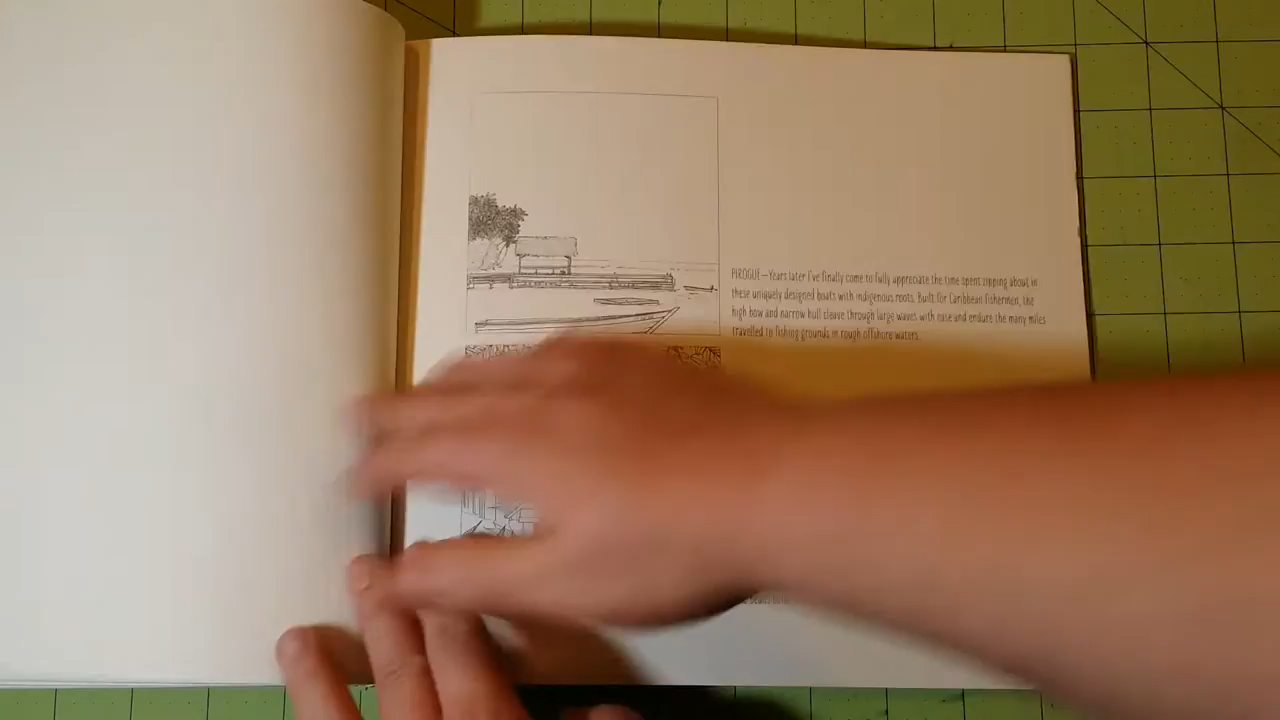 PIROGUE—Years later I've finally come to fully appreciate the time spent zipping about in
these uniquely designed boats with indigenous roots. Built for Caribbean fishermen, the
high bow and narrow hull cleave through large waves with ease and endure the many miles
travelled to fishing grounds in rough offshore waters.